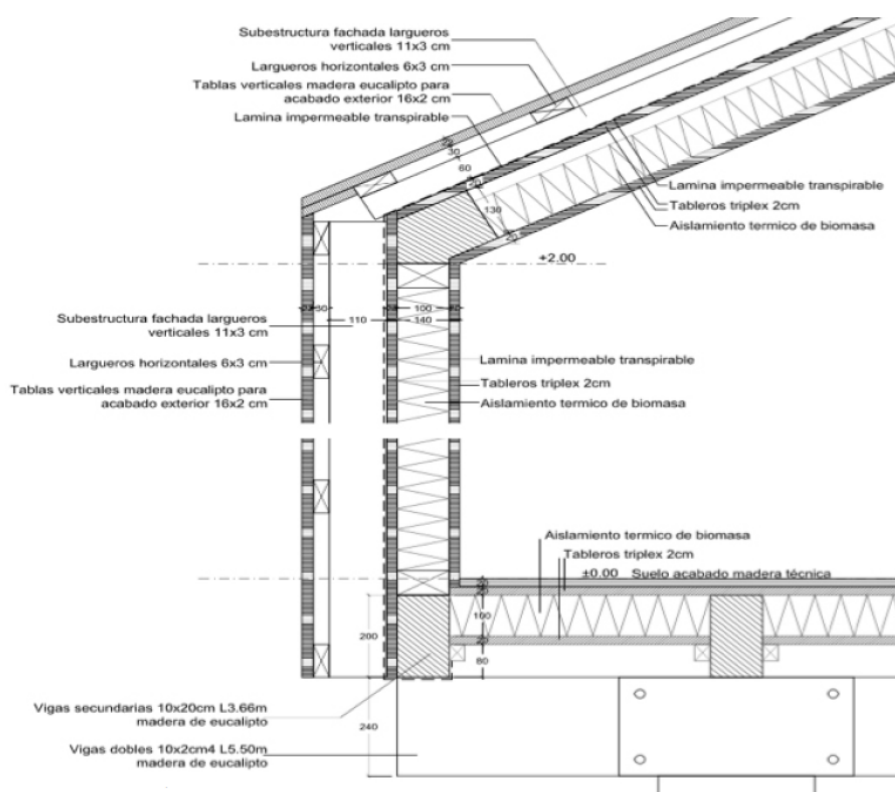 Subestructura fachada largueros
verticales 11x3 cm
Largueros horizontales 6x3 cm
Tablas verticales madera eucalipto para
acabado exterior 16x2 cm
Lamina impermeable transpirable
30
60
20
130
20
Lamina impermeable transpirable
Tableros triplex 2cm
Aislamiento termico de biomasa
+2.00
30
100
110
140
Subestructura fachada largueros
verticales 11x3 cm
Largueros horizontales 6x3 cm
Tablas verticales madera eucalipto para
acabado exterior 16x2 cm
Lamina impermeable transpirable
Tableros triplex 2cm
Aislamiento termico de biomasa
Aislamiento termico de biomasa
Tableros triplex 2cm
±0.00 Suelo acabado madera técnica
100
200
20
80
Vigas secundarias 10x20cm L3.66m
madera de eucalipto
240
Vigas dobles 10x2cm4 L5.50m
madera de eucalipto